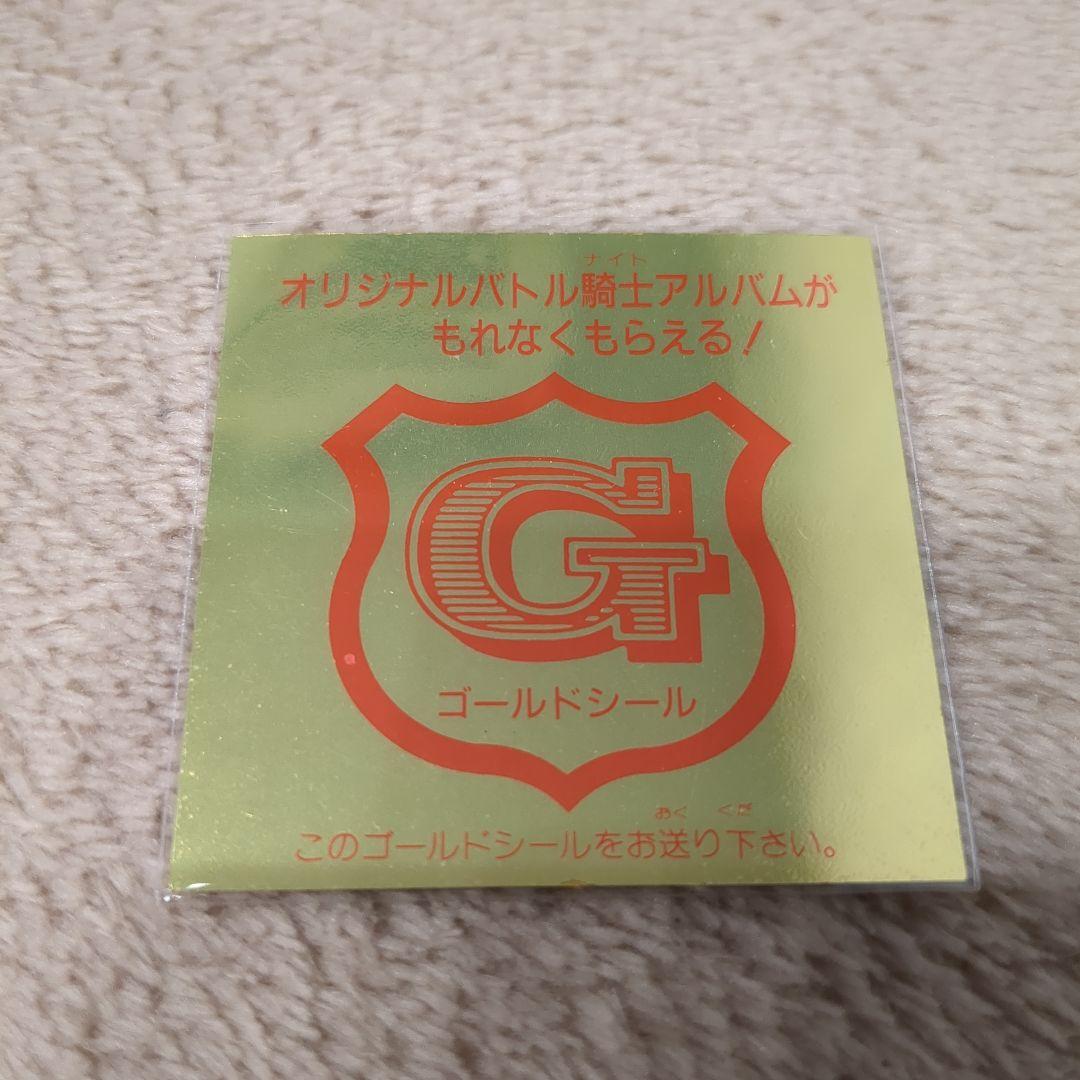 ナイト
オリジナルバトル騎士アルバムが
もれなくもらえる!
G
ゴールドシール
おく くだ
このゴールドシールをお送り下さい。